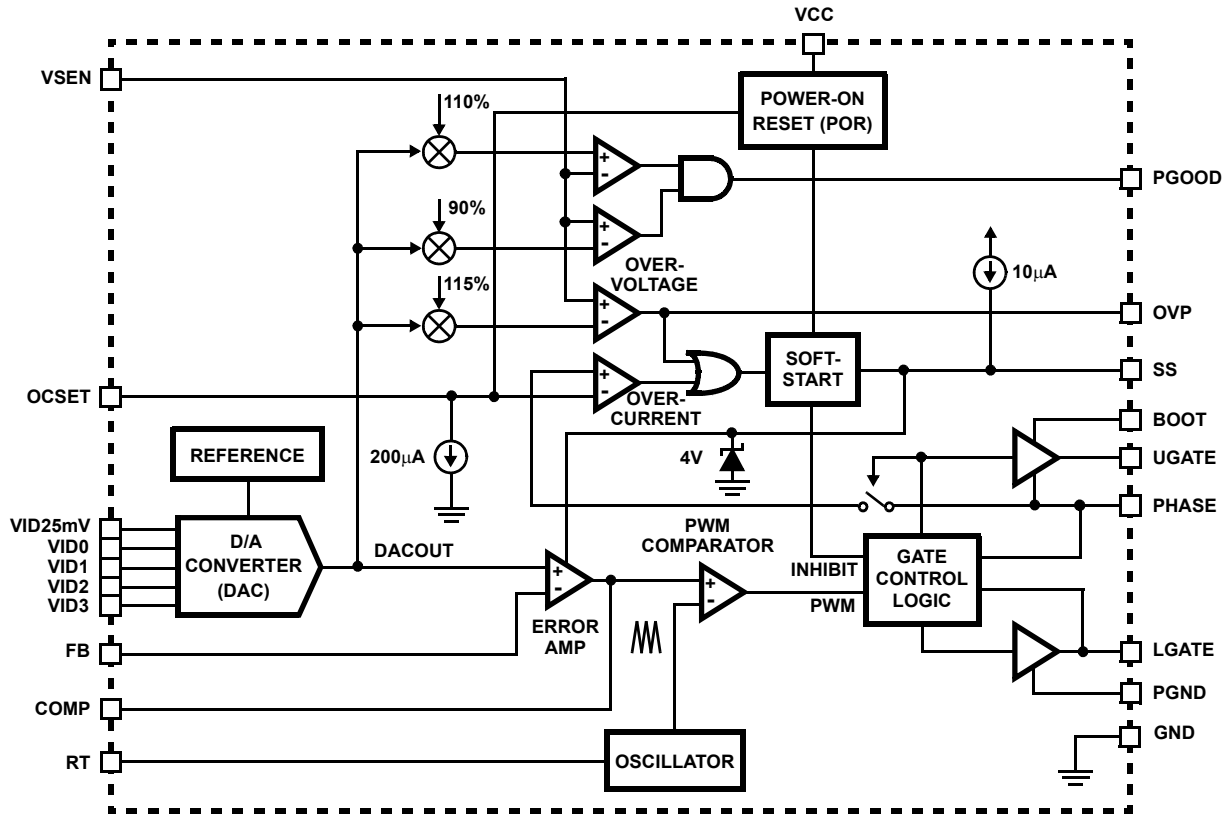 VCC
VSEN
110%
POWER-ON
RESET (POR)
+
-
PGOOD
90%
+
-
OVER-
VOLTAGE
10µA
115%
+
-
OVP
SOFT-
START
SS
OCSET
+
-
OVER-
CURRENT
BOOT
REFERENCE
200µA
4V
UGATE
PHASE
VID25mV
VID0
VID1
VID2
VID3
D/A
CONVERTER
(DAC)
DACOUT
PWM
COMPARATOR
+
-
+
-
INHIBIT
PWM
GATE
CONTROL
LOGIC
ERROR
AMP
FB
LGATE
COMP
PGND
GND
RT
OSCILLATOR